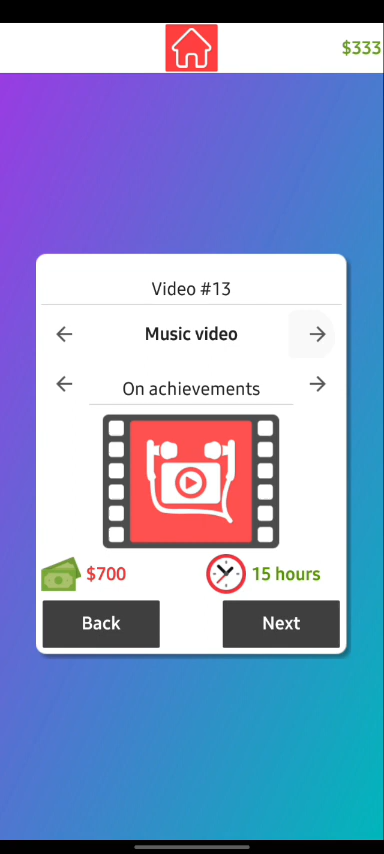 $333
Video #13
Music video
On achievements
$700
15 hours
Back
Next